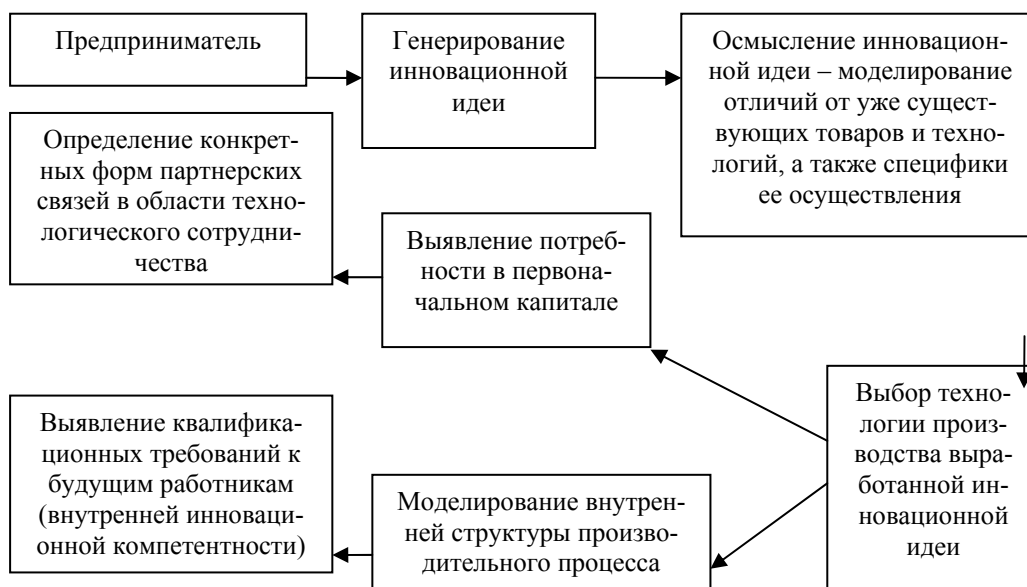 Предприниматель
Генерирование
инновационной
идеи
Осмысление инновацион-
ной идеи – моделирование
отличий от уже сущест-
вующих товаров и техно-
логий, а также специфики
ее осуществления
Определение конкрет-
ных форм партнерских
связей в области техно-
логического сотрудни-
чества
Выявление потреб-
ности в первона-
чальном капитале
Выбор техно-
логии произ-
водства выра-
ботанной ин-
новационной
идеи
Выявление квалифика-
ционных требований к
будущим работникам
(внутренней инноваци-
онной компетентности)
Моделирование внутрен-
ней структуры произво-
дительного процесса